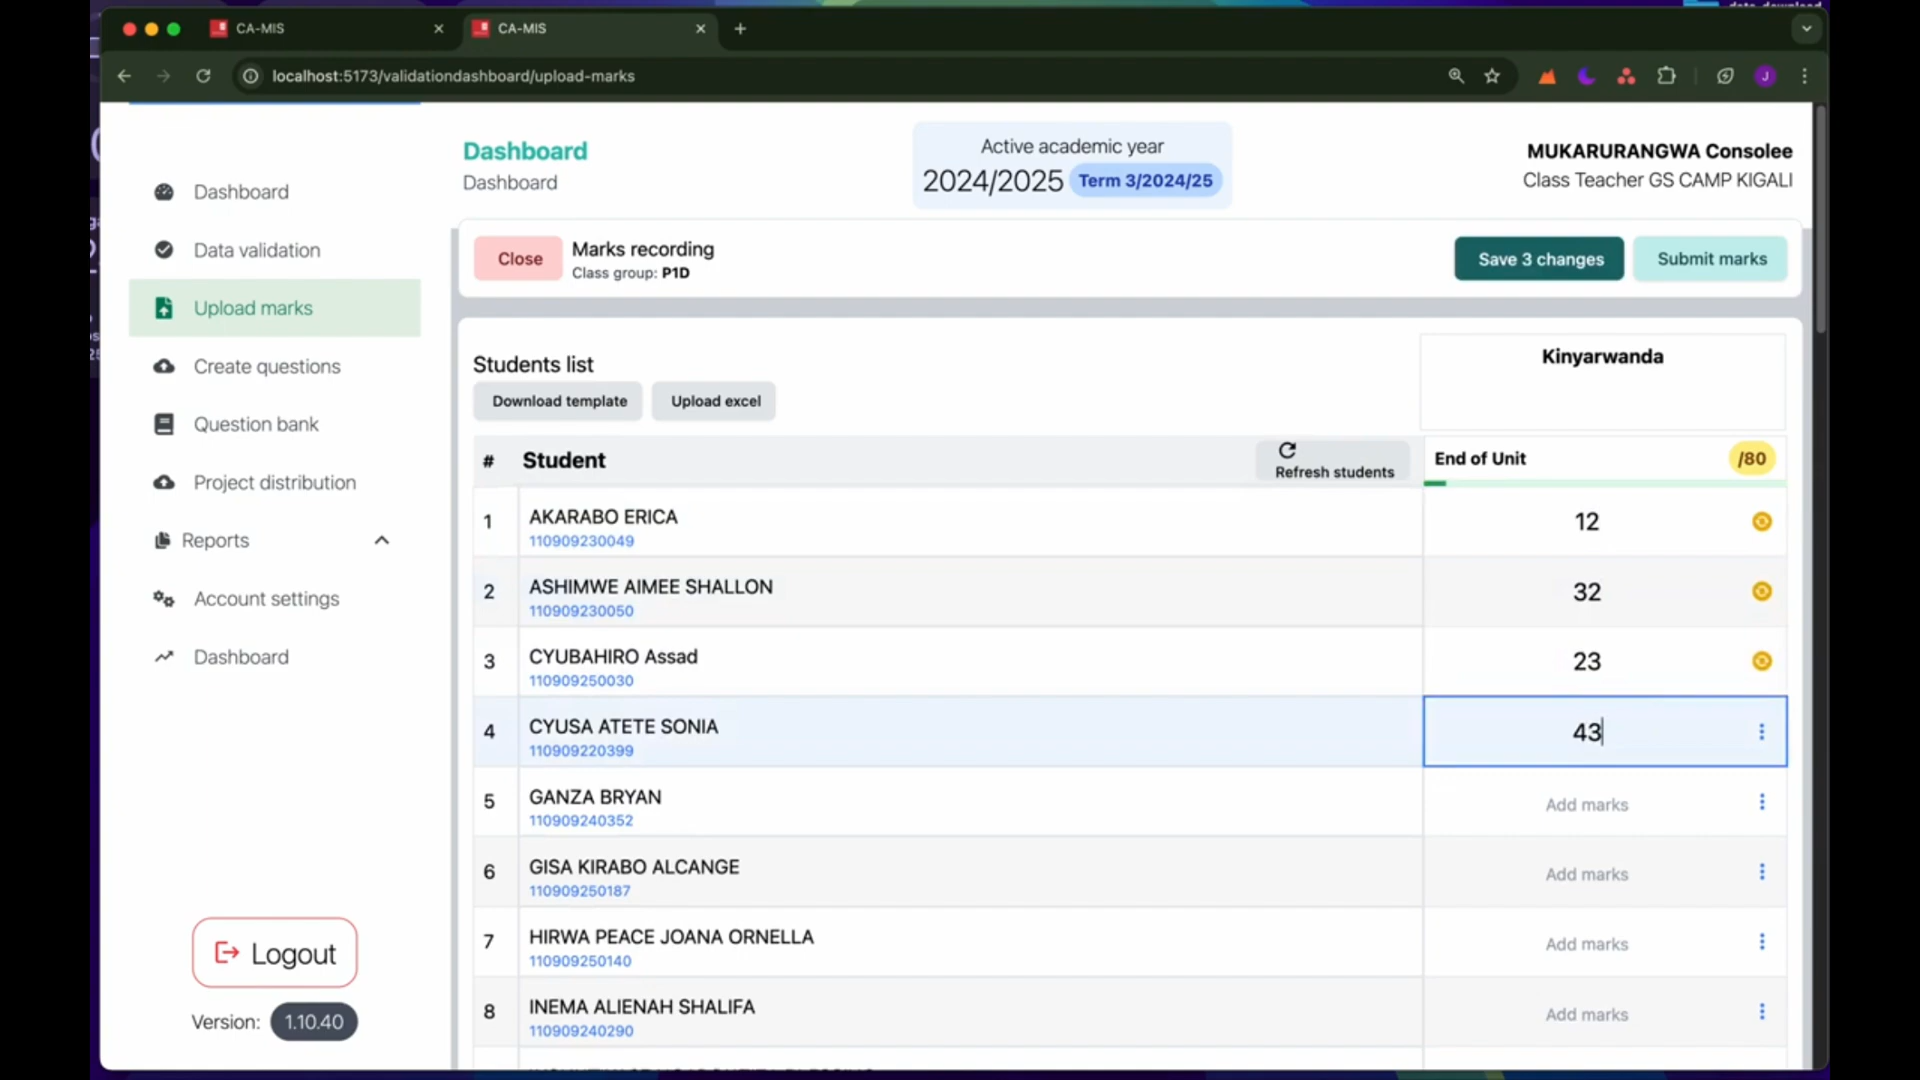 CA-MIS
CA-MIS
localhost:5173/validationdashboard/upload-marks
J
Dashboard
Data validation
Upload marks
Create questions
Question bank
Project distribution
Reports
Account settings
Dashboard
Logout
Version: 1.10.40
Dashboard
Dashboard
Active academic year
2024/2025 Term 3/2024/25
MUKARURANGWA Consolee
Class Teacher GS CAMP KIGALI
Close
Marks recording
Class group: P1D
Save 3 changes
Submit marks
Students list
Download template
Upload excel
Kinyarwanda
# Student
Refresh students
End of Unit /80
1 AKARABO ERICA 12
110909230049
2 ASHIMWE AIMEE SHALLON 32
110909230050
3 CYUBAHIRO Assad 23
110909250030
4 CYUSA ATETE SONIA 43
110909220399
5 GANZA BRYAN Add marks
110909240352
6 GISA KIRABO ALCANGE Add marks
110909250187
7 HIRWA PEACE JOANA ORNELLA Add marks
110909250140
8 INEMA ALIENAH SHALIFA Add marks
110909240290